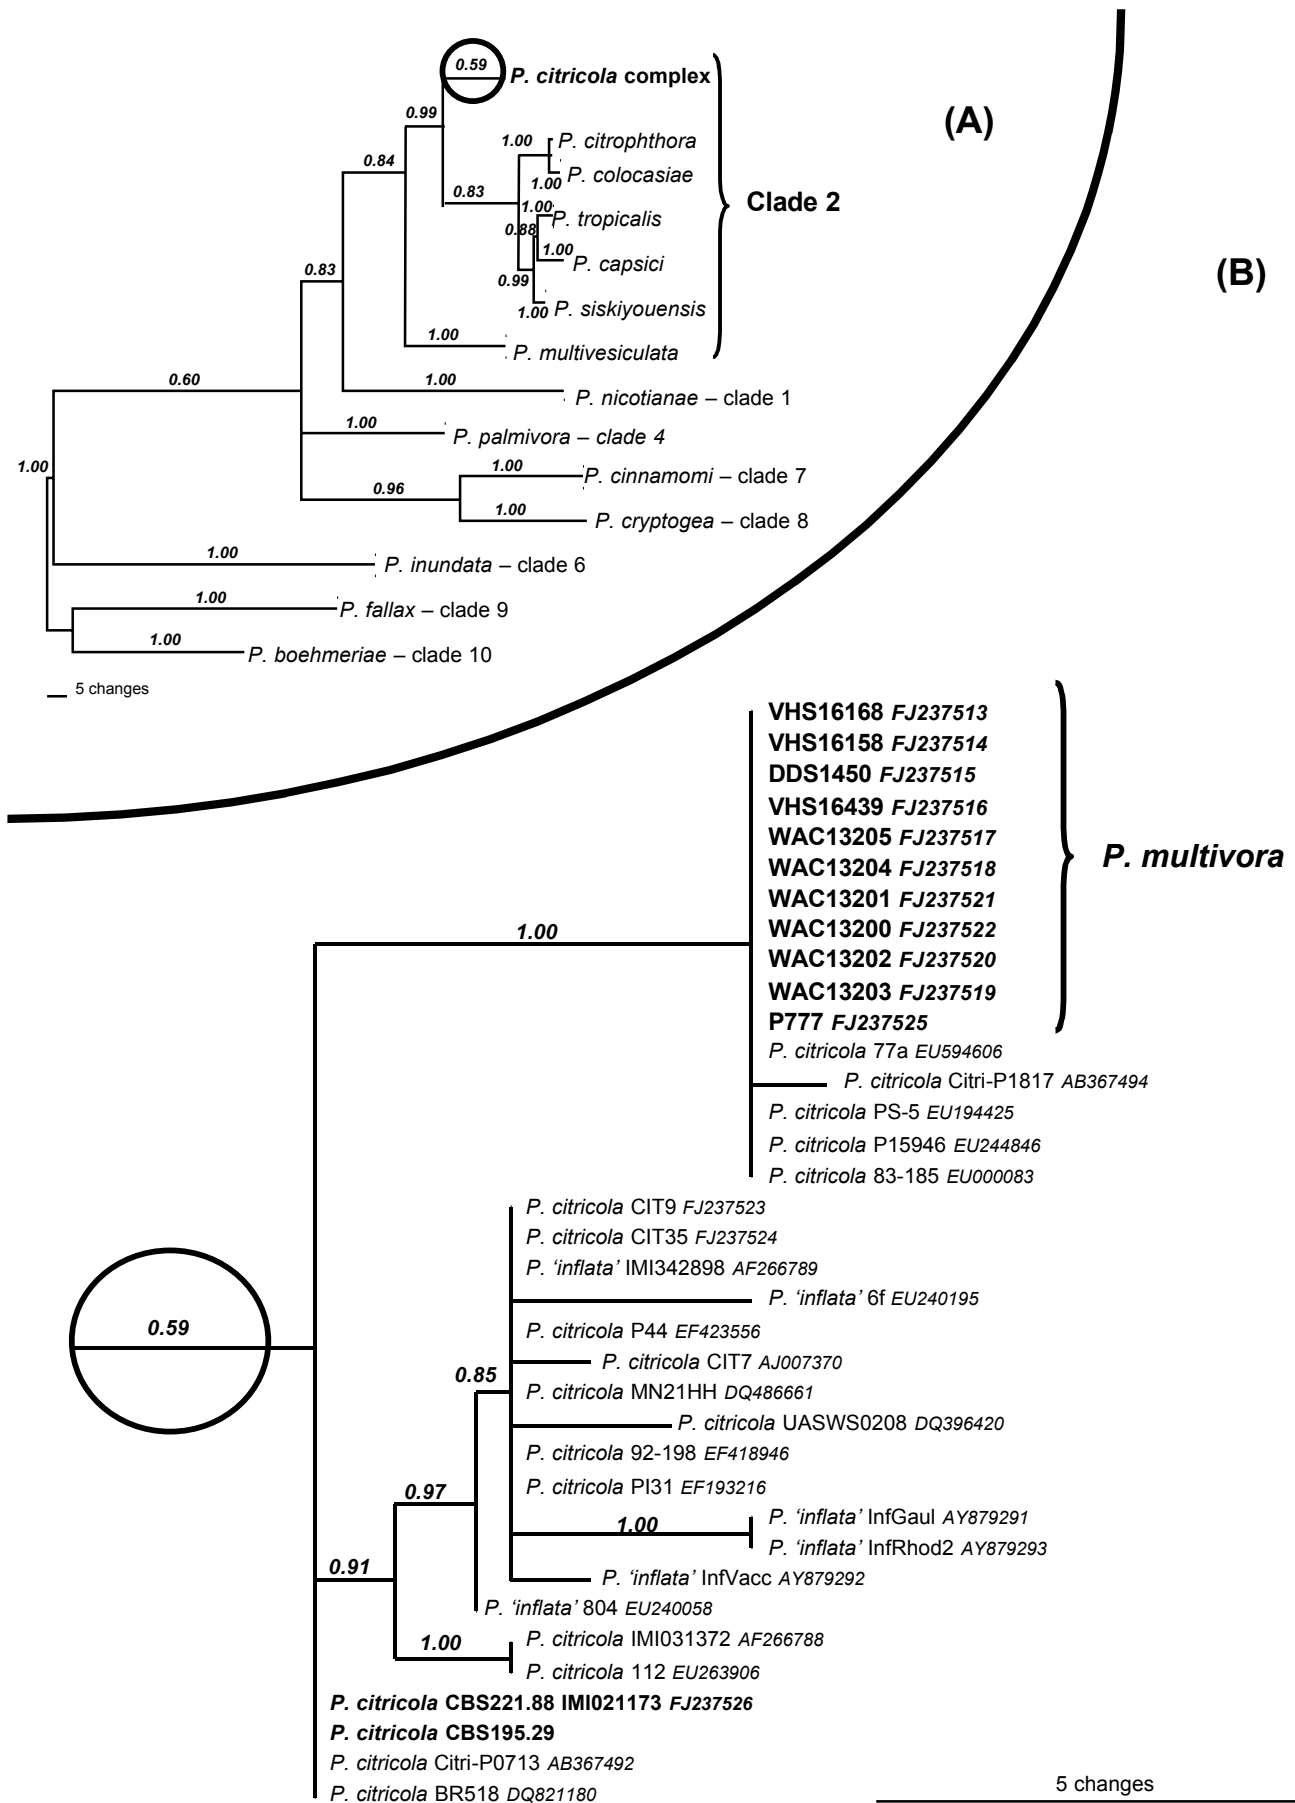 0.59
P. citricola complex
(A)
0.99
1.00
P. citrophthora
0.84
1.00
P. colocasiae
0.83
Clade 2
1.00
P. tropicalis
0.88
1.00
P. capsici
(B)
0.83
0.99
1.00
P. siskiyouensis
1.00
P. multivesiculata
0.60
1.00
P. nicotianae – clade 1
1.00
P. palmivora – clade 4
1.00
1.00
P. cinnamomi – clade 7
0.96
1.00
P. cryptogea – clade 8
1.00
P. inundata – clade 6
1.00
P. fallax – clade 9
1.00
P. boehmeriae – clade 10
5 changes
VHS16168 FJ237513
VHS16158 FJ237514
DDS1450 FJ237515
VHS16439 FJ237516
WAC13205 FJ237517
P. multivora
WAC13204 FJ237518
WAC13201 FJ237521
WAC13200 FJ237522
1.00
WAC13202 FJ237520
WAC13203 FJ237519
P777 FJ237525
P. citricola 77a EU594606
P. citricola Citri-P1817 AB367494
P. citricola PS-5 EU194425
P. citricola P15946 EU244846
P. citricola 83-185 EU000083
P. citricola CIT9 FJ237523
P. citricola CIT35 FJ237524
P. ‘inflata’ IMI342898 AF266789
P. ‘inflata’ 6f EU240195
0.59
P. citricola P44 EF423556
P. citricola CIT7 AJ007370
0.85
P. citricola MN21HH DQ486661
P. citricola UASWS0208 DQ396420
P. citricola 92-198 EF418946
P. citricola PI31 EF193216
0.97
P. ‘inflata’ InfGaul AY879291
1.00
P. ‘inflata’ InfRhod2 AY879293
0.91
P. ‘inflata’ InfVacc AY879292
P. ‘inflata’ 804 EU240058
P. citricola IMI031372 AF266788
1.00
P. citricola 112 EU263906
P. citricola CBS221.88 IMI021173 FJ237526
P. citricola CBS195.29
P. citricola Citri-P0713 AB367492
P. citricola BR518 DQ821180
5 changes